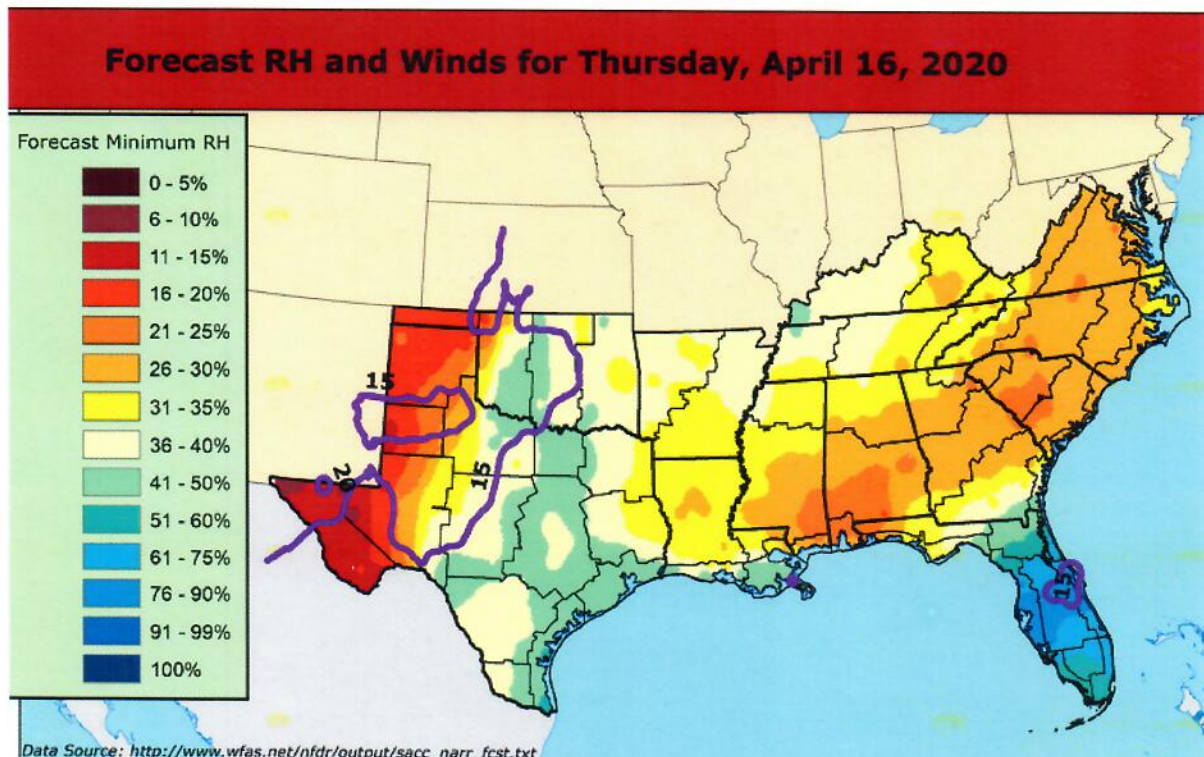 Forecast RH and Winds for Thursday, April 16, 2020
Forecast Minimum RH
0 - 5%
6 - 10%
11 - 15%
16 - 20%
21 - 25%
26 - 30%
31 - 35%
36 - 40%
41 - 50%
51 - 60%
61 - 75%
76 - 90%
91 - 99%
100%
15
20
15
15
Data Source: http://www.wfas.net/nfdr/output/sacc_narr_fcst.txt